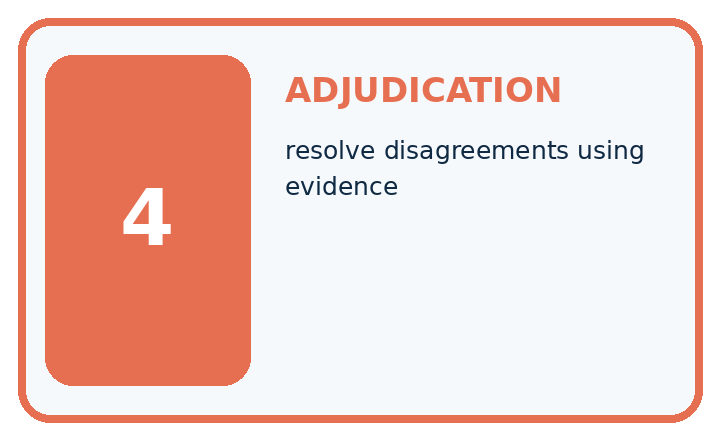 4
ADJUDICATION
resolve disagreements using
evidence